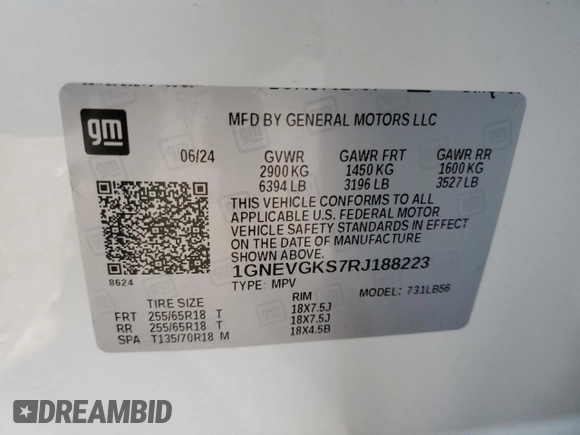 gm
MFD BY GENERAL MOTORS LLC
06/24 GVWR GAWR FRT GAWR RR
2900 KG 1450 KG 1600 KG
6394 LB 3196 LB 3527 LB
THIS VEHICLE CONFORMS TO ALL
APPLICABLE U.S. FEDERAL MOTOR
VEHICLE SAFETY STANDARDS IN EFFECT
ON THE DATE OF MANUFACTURE
SHOWN ABOVE.
1GNEVGKS7RJ188223
8624
TYPE: MPV MODEL: 731LB56
TIRE SIZE RIM
FRT 255/65R18 T 18X7.5J
RR 255/65R18 T 18X7.5J
SPA T135/70R18 M 18X4.5B
DREAMBID